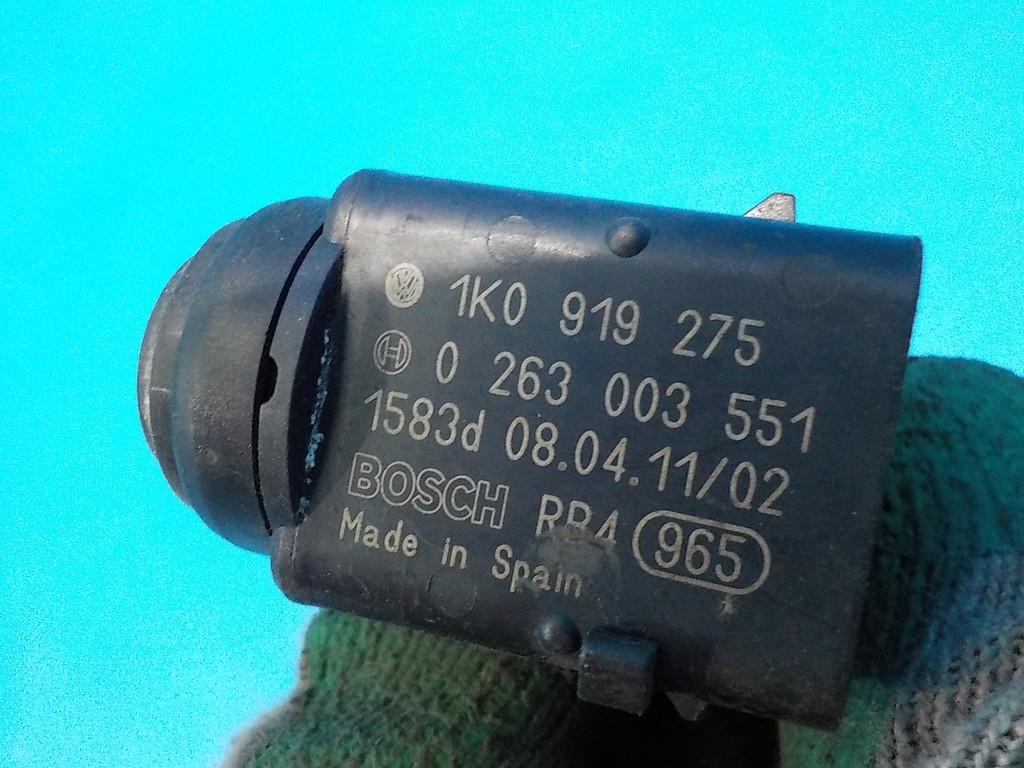 1K0 919 275
0 263 003 551
1583d 08.04.11/02
BOSCH RB4 965
Made in Spain